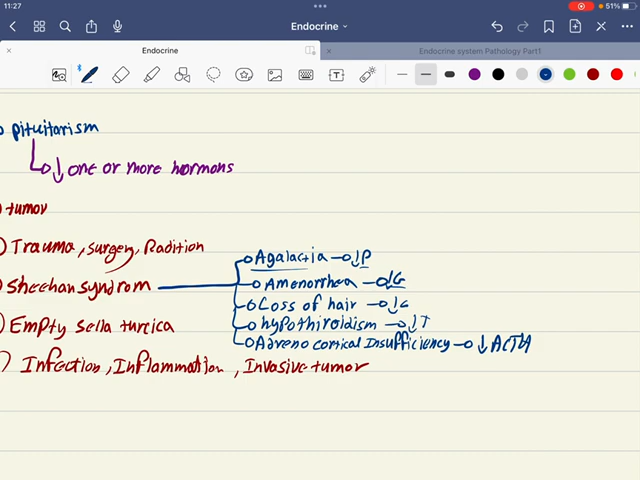 11:27
51%
Endocrine
Endocrine
Endocrine system Pathology Part1
pituitarism
↓ one or more hormons
tumor
Trauma, surgery, Radition
Agalactia → ↓ P
Sheehan syndrom
Amenorrhea → ↓ G
Loss of hair → ↓ G
Empty sella turcica
hypothiroidism → ↓ T
Adreno cortical Insufficiency → ↓ ACTH
Infection, Inflammation, Invasive tumor